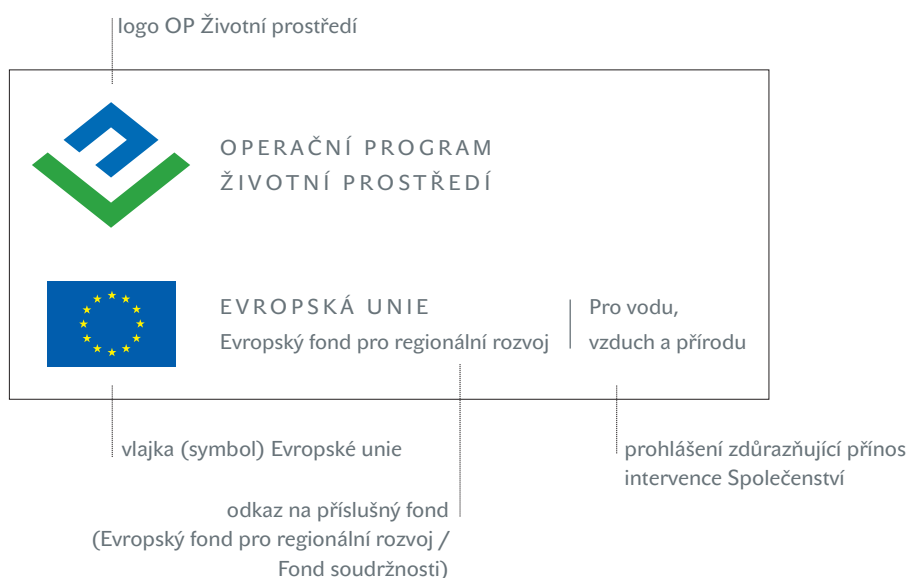 logo OP Životní prostředí
OPERAČNÍ PROGRAM
ŽIVOTNÍ PROSTŘEDÍ
EVROPSKÁ UNIE
Evropský fond pro regionální rozvoj
Pro vodu,
vzduch a přírodu
vlajka (symbol) Evropské unie
prohlášení zdůrazňující přínos
intervence Společenství
odkaz na příslušný fond
(Evropský fond pro regionální rozvoj /
Fond soudržnosti)